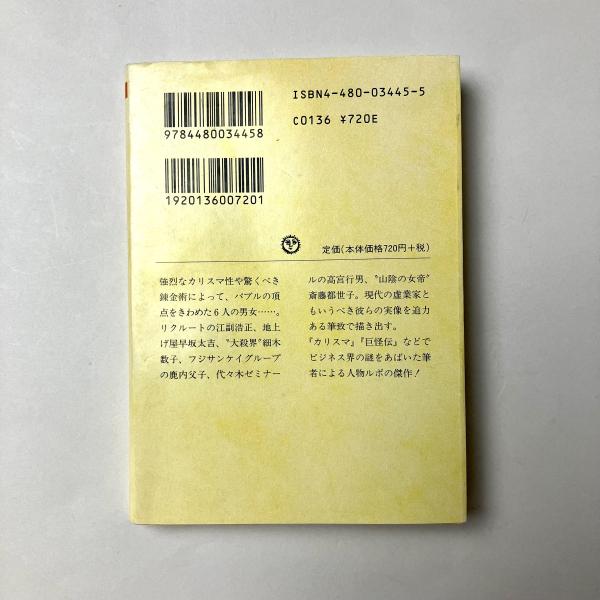 ISBN4-480-03445-5
C0136 ¥720E
9784480034458
1920136007201
定価(本体価格720円+税)
強烈なカリスマ性や驚くべき
錬金術によって、バブルの頂
点をきわめた6人の男女……。
リクルートの江副浩正、地上
げ屋早坂太吉、〝大殺界〟細木
数子、フジサンケイグループ
の鹿内父子、代々木ゼミナー
ルの高宮行男、〝山陰の女帝〟
斎藤都世子。現代の虚業家と
もいうべき彼らの実像を迫力
ある筆致で描き出す。
『カリスマ』『巨怪伝』などで
ビジネス界の謎をあばいた筆
者による人物ルポの傑作!